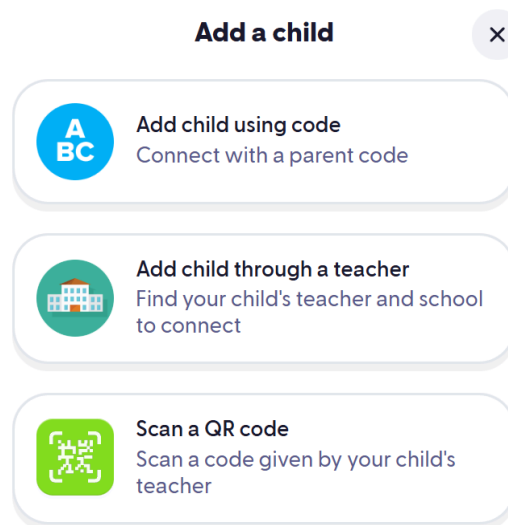 Add a child
A
BC
Add child using code
Connect with a parent code
Add child through a teacher
Find your child's teacher and school
to connect
Scan a QR code
Scan a code given by your child's
teacher